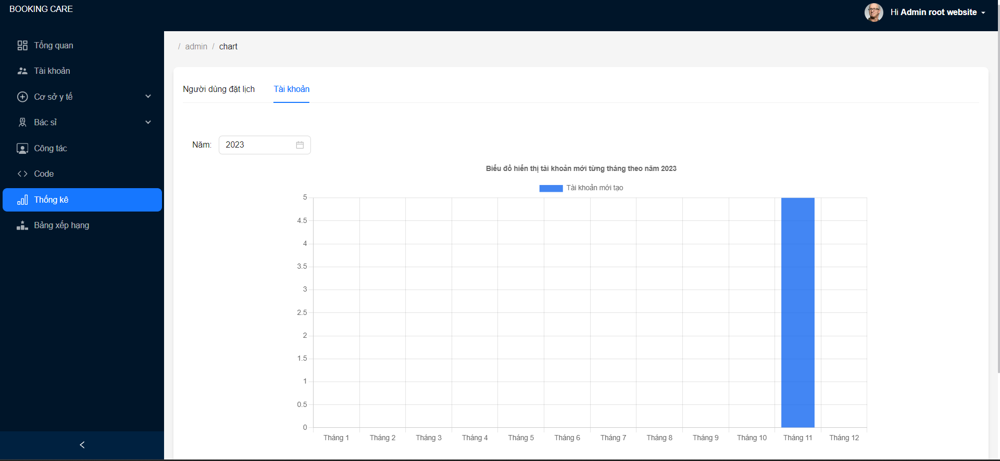 BOOKING CARE
Hi Admin root website
Tổng quan
Tài khoản
Cơ sở y tế
Bác sỉ
Công tác
Code
Thống kê
Bảng xếp hạng
/ admin / chart
Người dùng đặt lịch Tài khoản
Năm: 2023
Biểu đồ hiển thị tài khoản mới từng tháng theo năm 2023
Tài khoản mới tạo
5
4.5
4
3.5
3
2.5
2
1.5
1
0.5
0
Tháng 1 Tháng 2 Tháng 3 Tháng 4 Tháng 5 Tháng 6 Tháng 7 Tháng 8 Tháng 9 Tháng 10 Tháng 11 Tháng 12